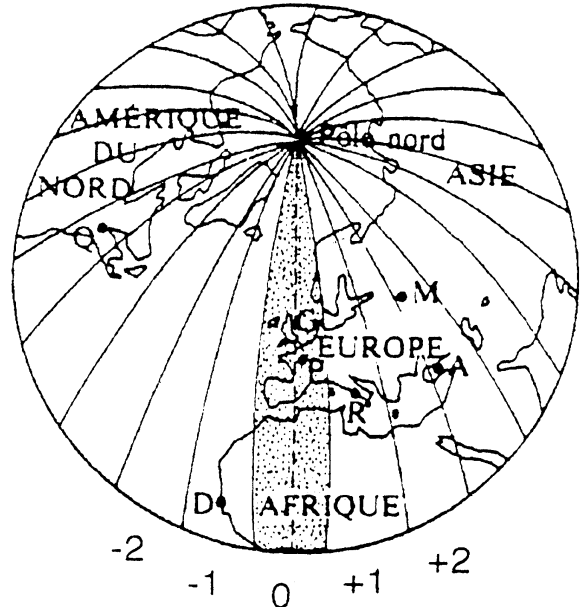 AMÉRIQUE
DU
NORD
Pôle nord
ASIE
Q
M
G
EUROPE
P
A
R
D
AFRIQUE
-2
-1
0
+1
+2